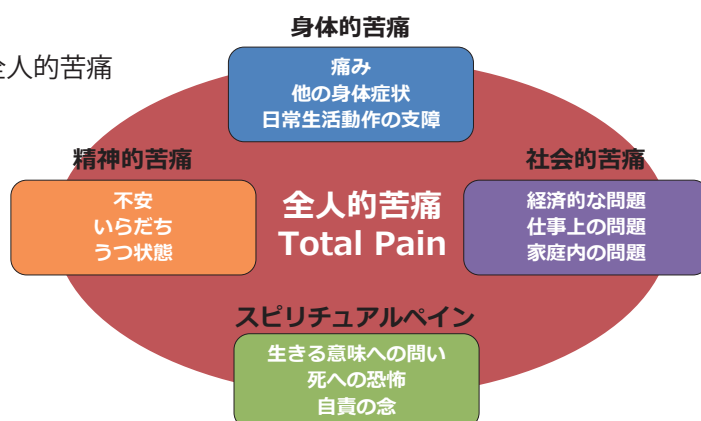 身体的苦痛
全人的苦痛
痛み
他の身体症状
日常生活動作の支障
精神的苦痛
不安
いらだち
うつ状態
全人的苦痛
Total Pain
社会的苦痛
経済的な問題
仕事上の問題
家庭内の問題
スピリチュアルペイン
生きる意味への問い
死への恐怖
自責の念